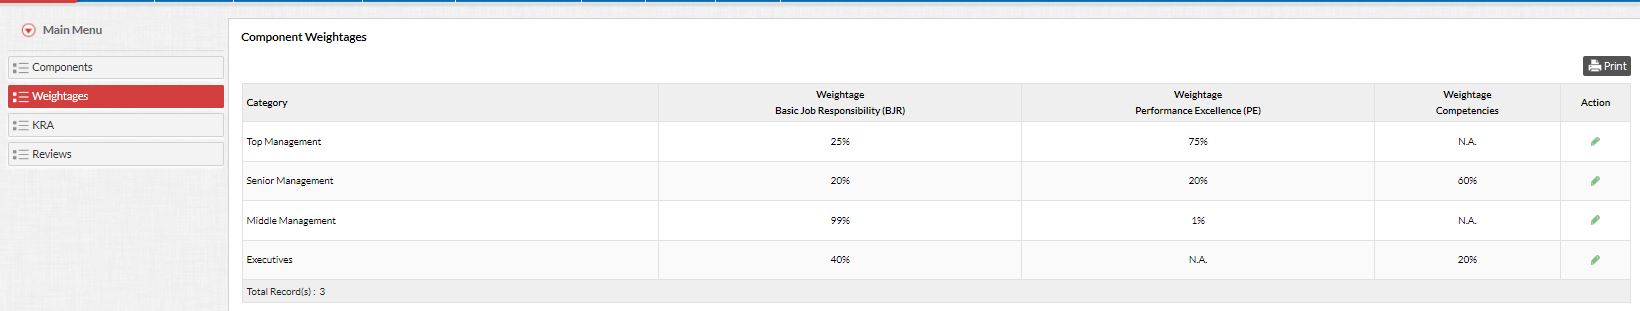 Main Menu
Components
Weightages
KRA
Reviews
Component Weightages
Print
Category
Weightage
Basic Job Responsibility (BJR)
Weightage
Performance Excellence (PE)
Weightage
Competencies
Action
Top Management 25% 75% N.A.
Senior Management 20% 20% 60%
Middle Management 99% 1% N.A.
Executives 40% N.A. 20%
Total Record(s) : 3